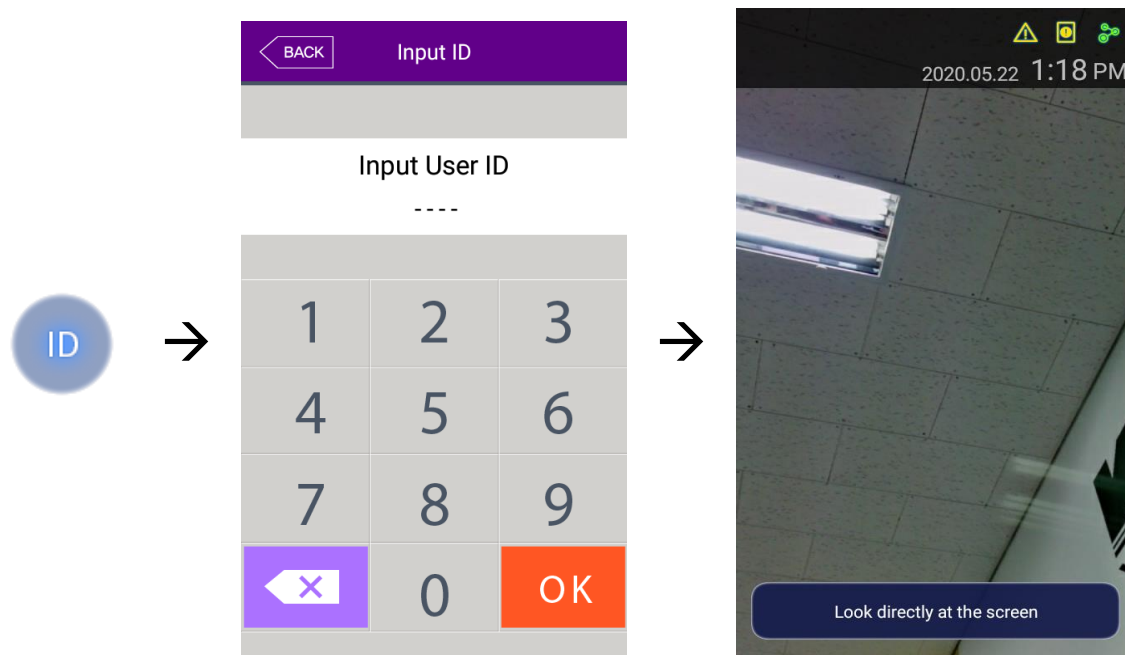 ID
BACK
Input ID
Input User ID
----
1 2 3
4 5 6
7 8 9
0 OK
2020.05.22 1:18 PM
Look directly at the screen